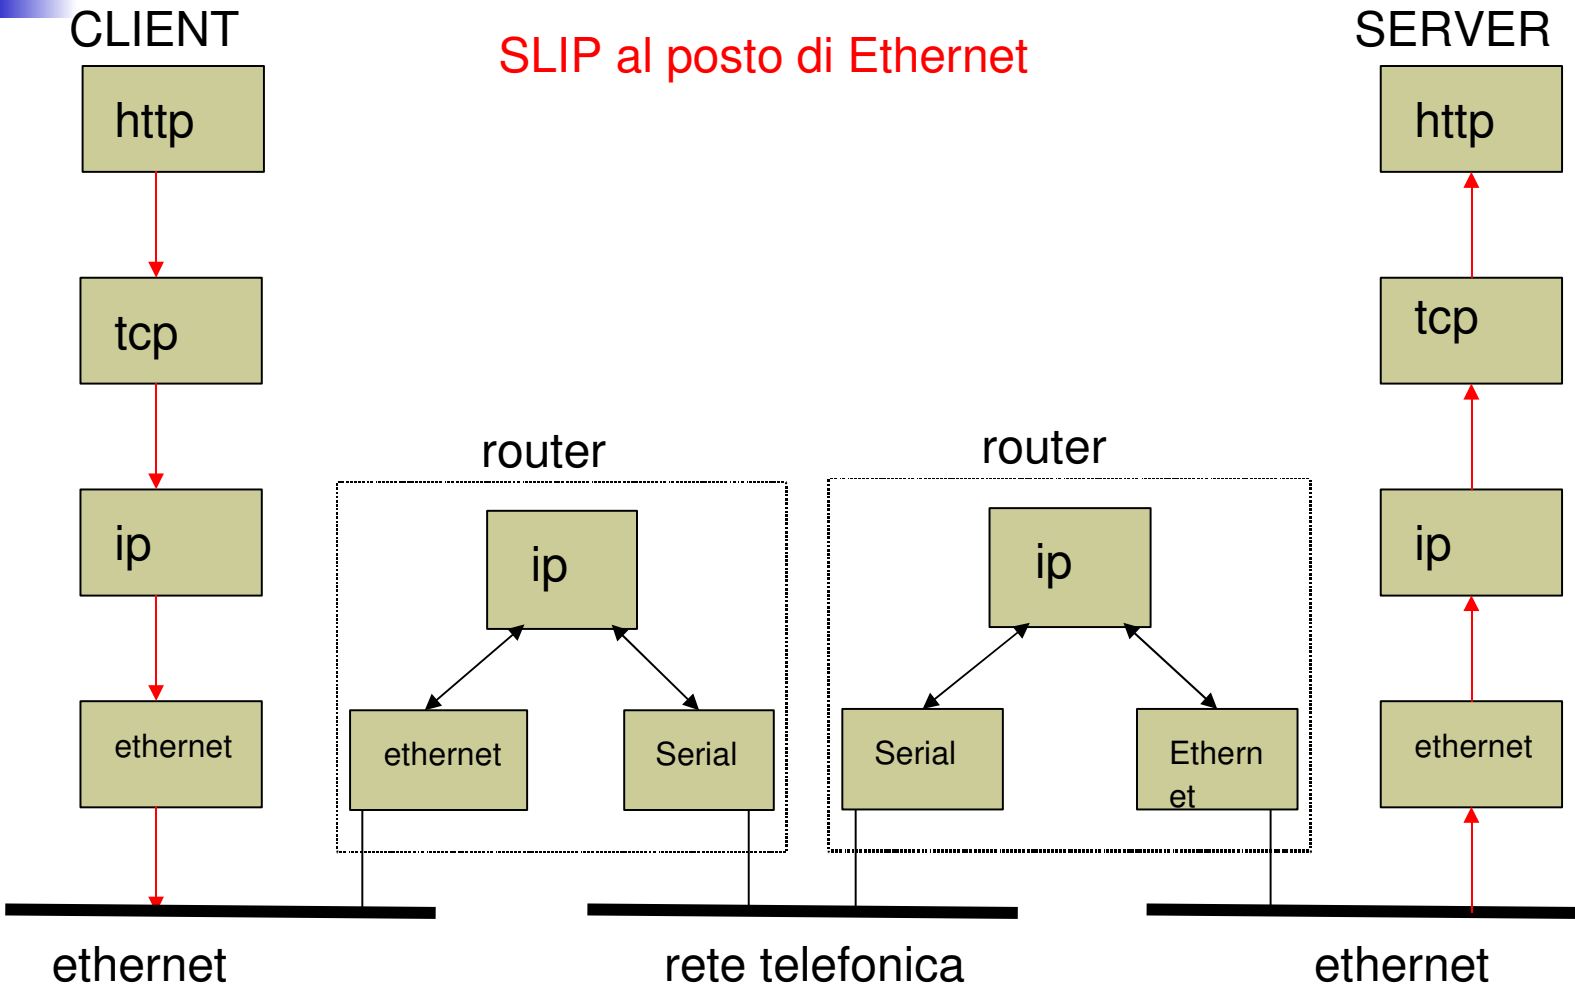 CLIENT
SLIP al posto di Ethernet
SERVER
http
http
tcp
tcp
router
router
ip
ip
ip
ip
ethernet
ethernet
Serial
Serial
Ethern
et
ethernet
ethernet
rete telefonica
ethernet